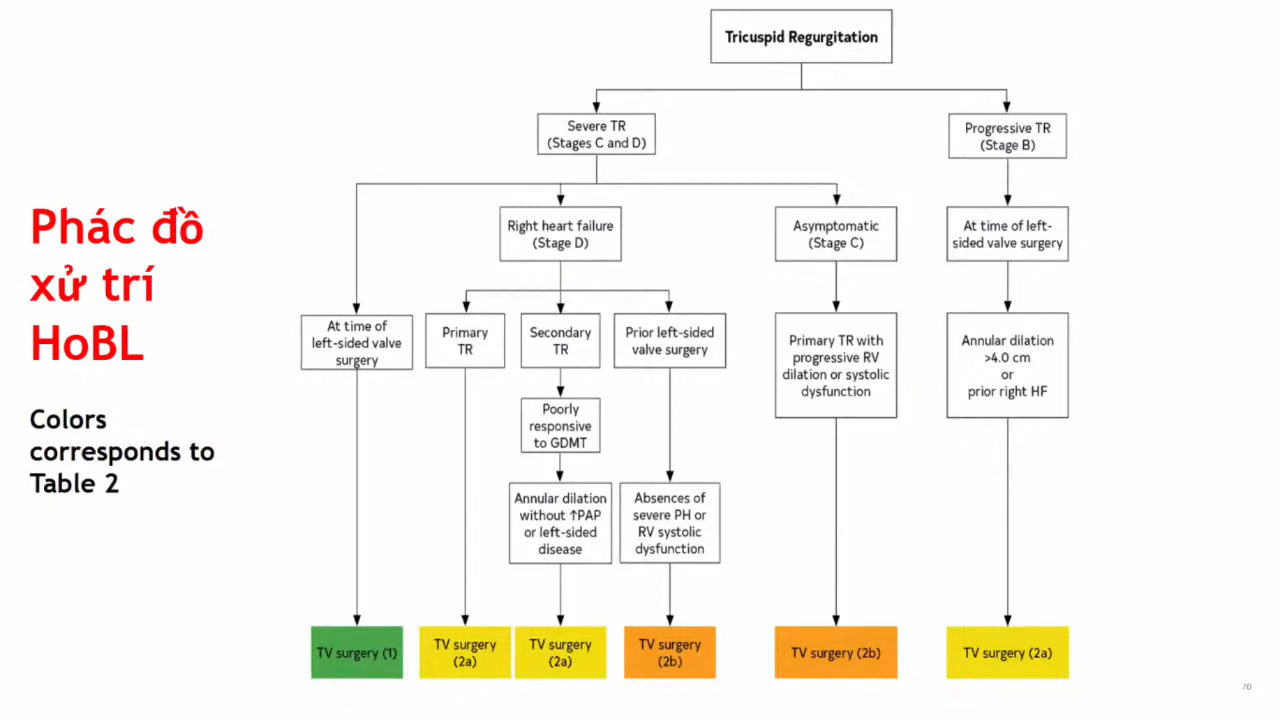 Tricuspid Regurgitation
Severe TR
(Stages C and D)
Progressive TR
(Stage B)
Right heart failure
(Stage D)
Asymptomatic
(Stage C)
At time of left-
sided valve surgery
Phác đồ
xử trí
HoBL
Colors
corresponds to
Table 2
At time of
left-sided valve
surgery
Primary
TR
Secondary
TR
Prior left-sided
valve surgery
Primary TR with
progressive RV
dilation or systolic
dysfunction
Annular dilation
>4.0 cm
or
prior right HF
Poorly
responsive
to GDMT
Annular dilation
without ↑PAP
or left-sided
disease
Absences of
severe PH or
RV systolic
dysfunction
TV surgery (1)
TV surgery
(2a)
TV surgery
(2a)
TV surgery
(2b)
TV surgery (2b)
TV surgery (2a)
70